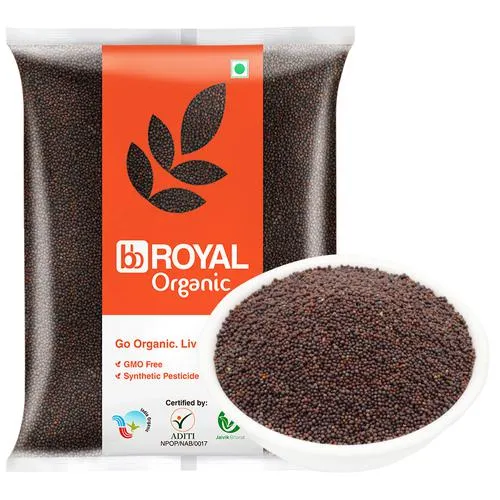 bb ROYAL
Organic
Go Organic. Liv
✓ GMO Free
✓ Synthetic Pesticide
Certified by:
ADITI
NPOP/NAB/0017
Jaivik Bharat